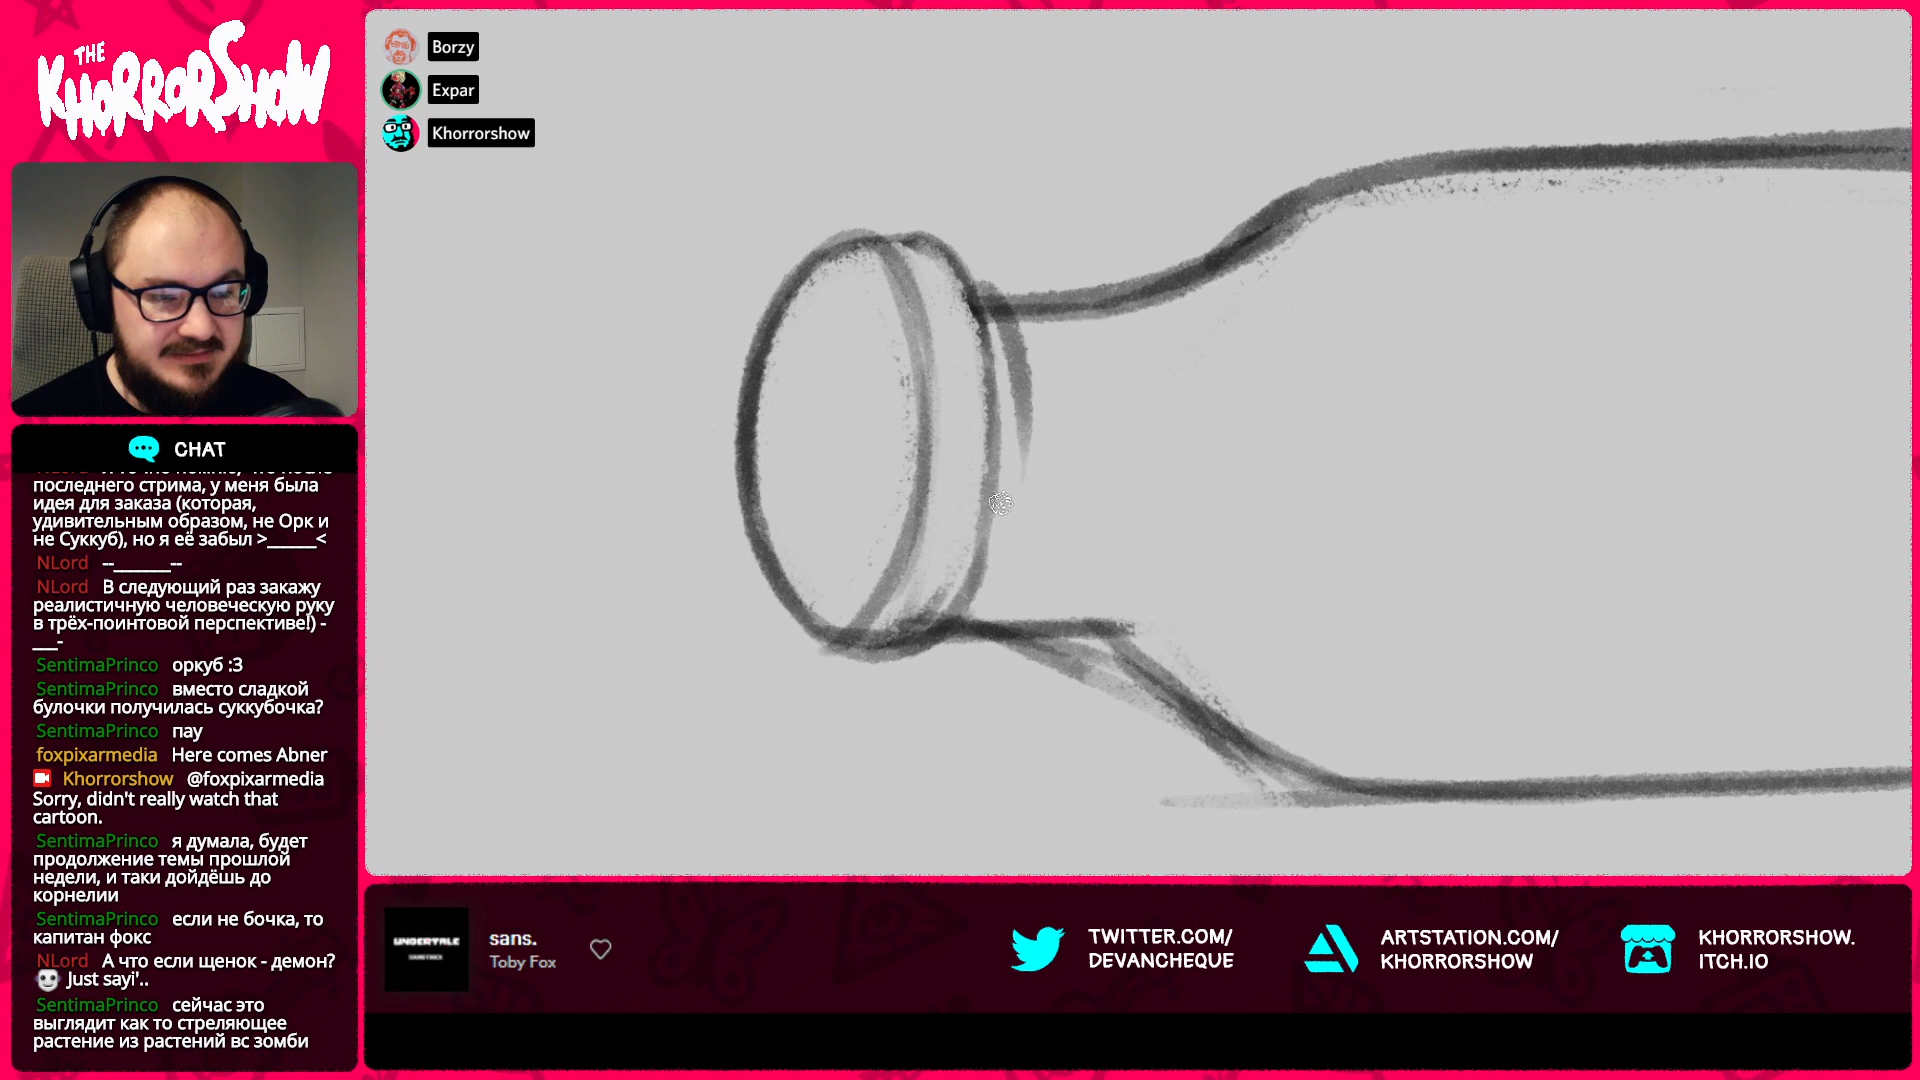 THE
KHORRORSHOW
Borzy
Expar
Khorrorshow
CHAT
последнего стрима, у меня была
идея для заказа (которая,
удивительным образом, не Орк и
не Суккуб), но я её забыл >_____<
NLord --_______--
NLord В следующий раз закажу
реалистичную человеческую руку
в трёх-поинтовой перспективе!) -
___-
SentimaPrinco оркуб :3
SentimaPrinco вместо сладкой
булочки получилась суккубочка?
SentimaPrinco пау
foxpixarmedia Here comes Abner
Khorrorshow @foxpixarmedia
Sorry, didn't really watch that
cartoon.
SentimaPrinco я думала, будет
продолжение темы прошлой
недели, и таки дойдёшь до
корнелии
SentimaPrinco если не бочка, то
капитан фокс
NLord А что если щенок - демон?
Just sayi'..
SentimaPrinco сейчас это
выглядит как то стреляющее
растение из растений вс зомби
UNDERTALE
SOUNDTRACK
sans.
Toby Fox
TWITTER.COM/
DEVANCHEQUE
ARTSTATION.COM/
KHORRORSHOW
KHORRORSHOW.
ITCH.IO